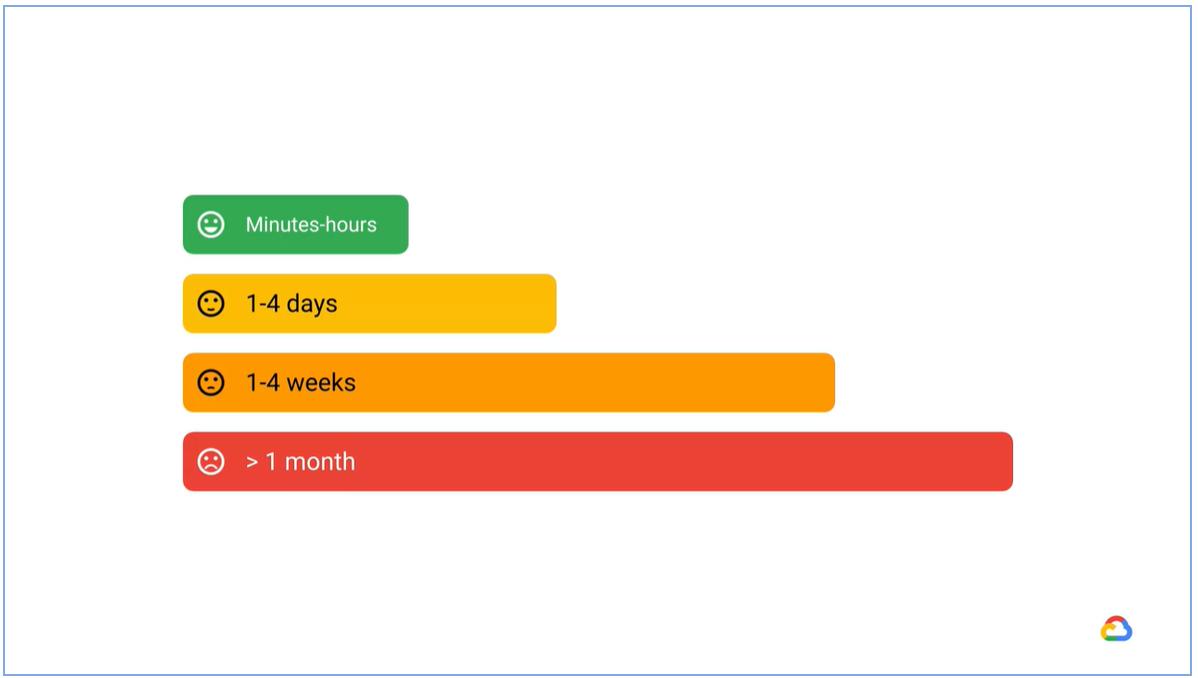 Minutes-hours
1-4 days
1-4 weeks
> 1 month